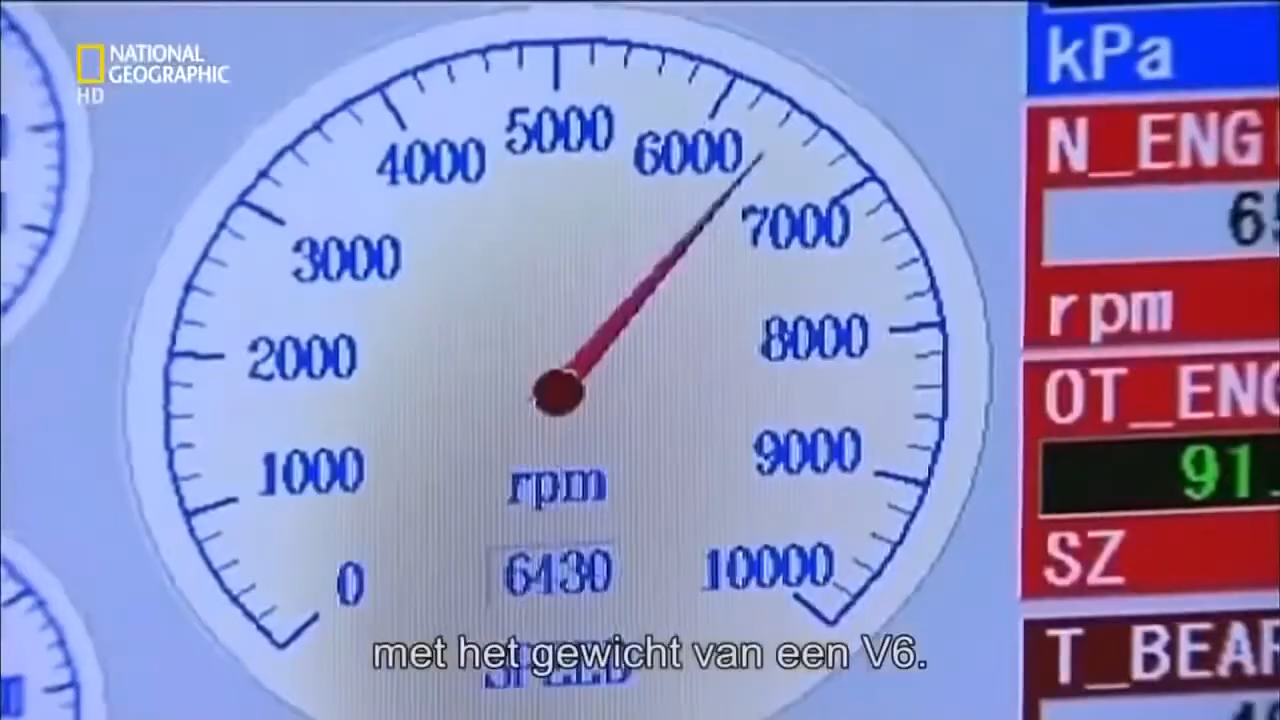 NATIONAL
GEOGRAPHIC
HD
5000
4000
6000
3000
7000
2000
8000
1000
9000
rpm
0
6430
10000
SPEED
kPa
N_ENG
rpm
OT_ENG
91.
SZ
T_BEAR
met het gewicht van een V6.